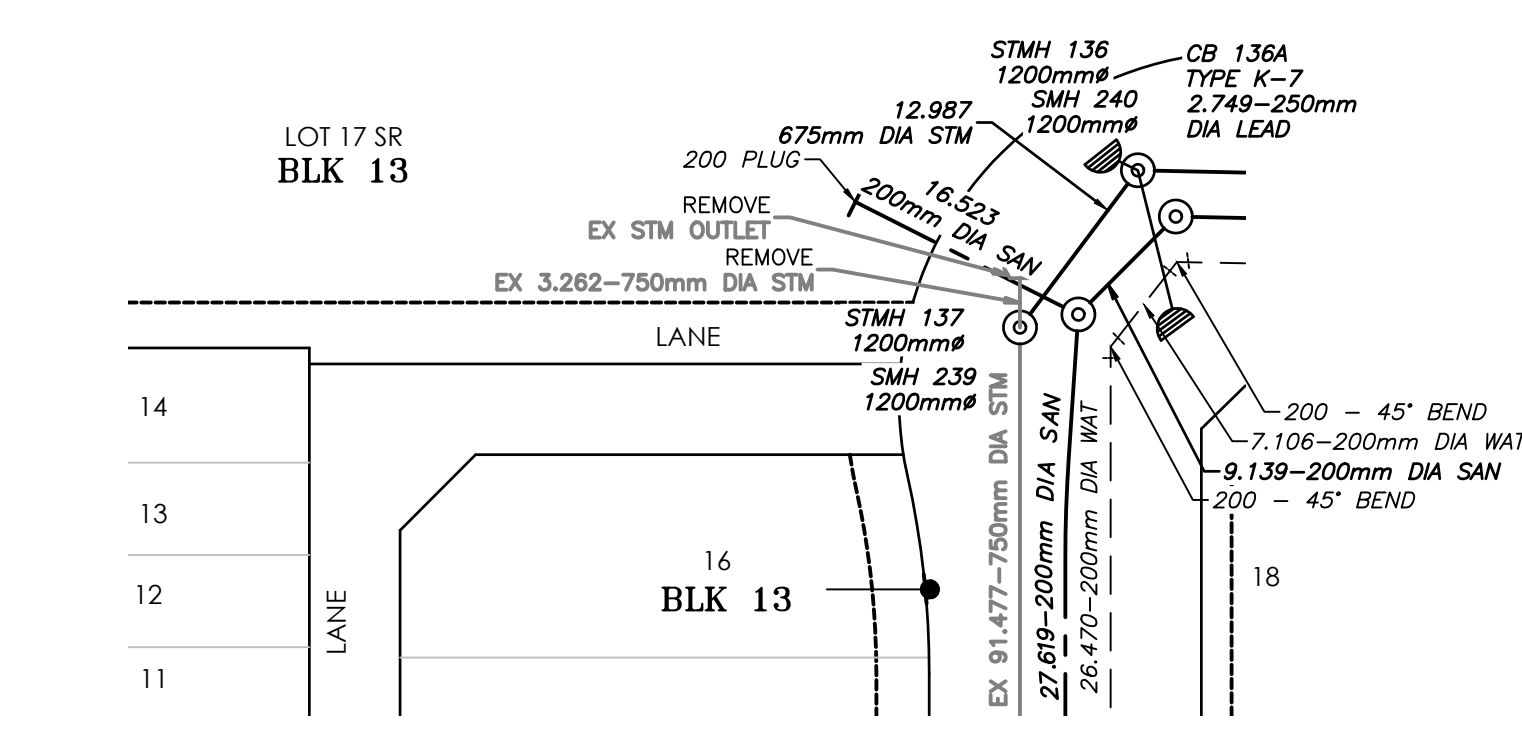 STMH 136
1200mmø
SMH 240
1200mmø
CB 136A
TYPE K-7
2.749-250mm
DIA LEAD
12.987
675mm DIA STM
LOT 17 SR
BLK 13
200 PLUG
16.523
200mm DIA SAN
REMOVE
EX STM OUTLET
REMOVE
EX 3.262-750mm DIA STM
STMH 137
1200mmø
LANE
SMH 239
1200mmø
14
13
12
11
LANE
16
BLK 13
EX 91.477-750mm DIA STM
27.619-200mm DIA SAN
26.470-200mm DIA WAT
200 - 45° BEND
7.106-200mm DIA WAT
9.139-200mm DIA SAN
200 - 45° BEND
18